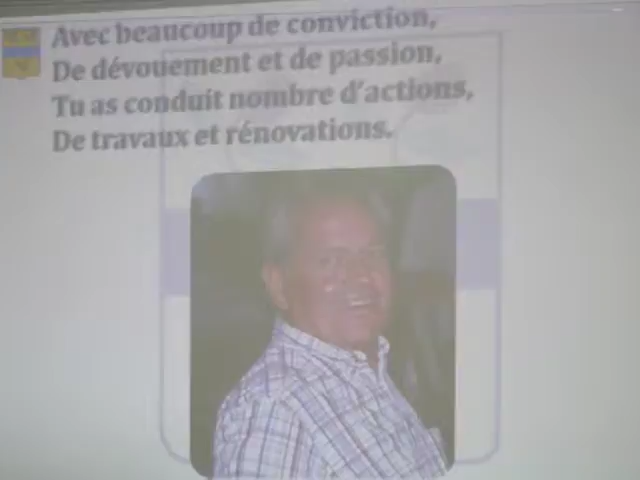 Avec beaucoup de conviction,
De dévouement et de passion,
Tu as conduit nombre d'actions,
De travaux et rénovations.